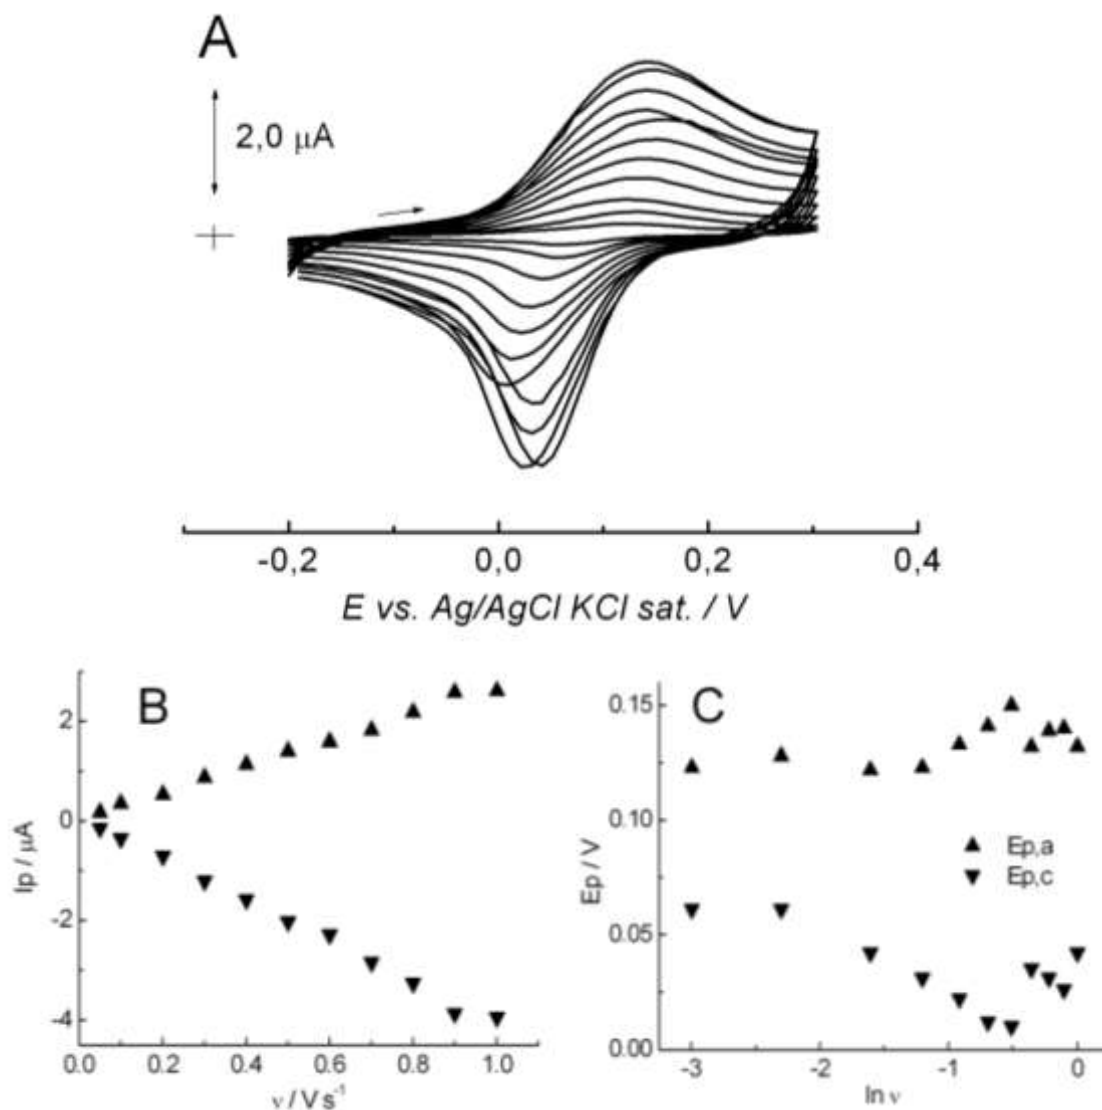 A
2,0 μA
-0,2 0,0 0,2 0,4
E vs. Ag/AgCl KCl sat. / V
B
2
0
-2
-4
Ip / μA
0.0 0.2 0.4 0.6 0.8 1.0
ν / V s⁻¹
C
0.15
0.10
0.05
0.00
Ep / V
Ep,a
Ep,c
-3 -2 -1 0
ln ν